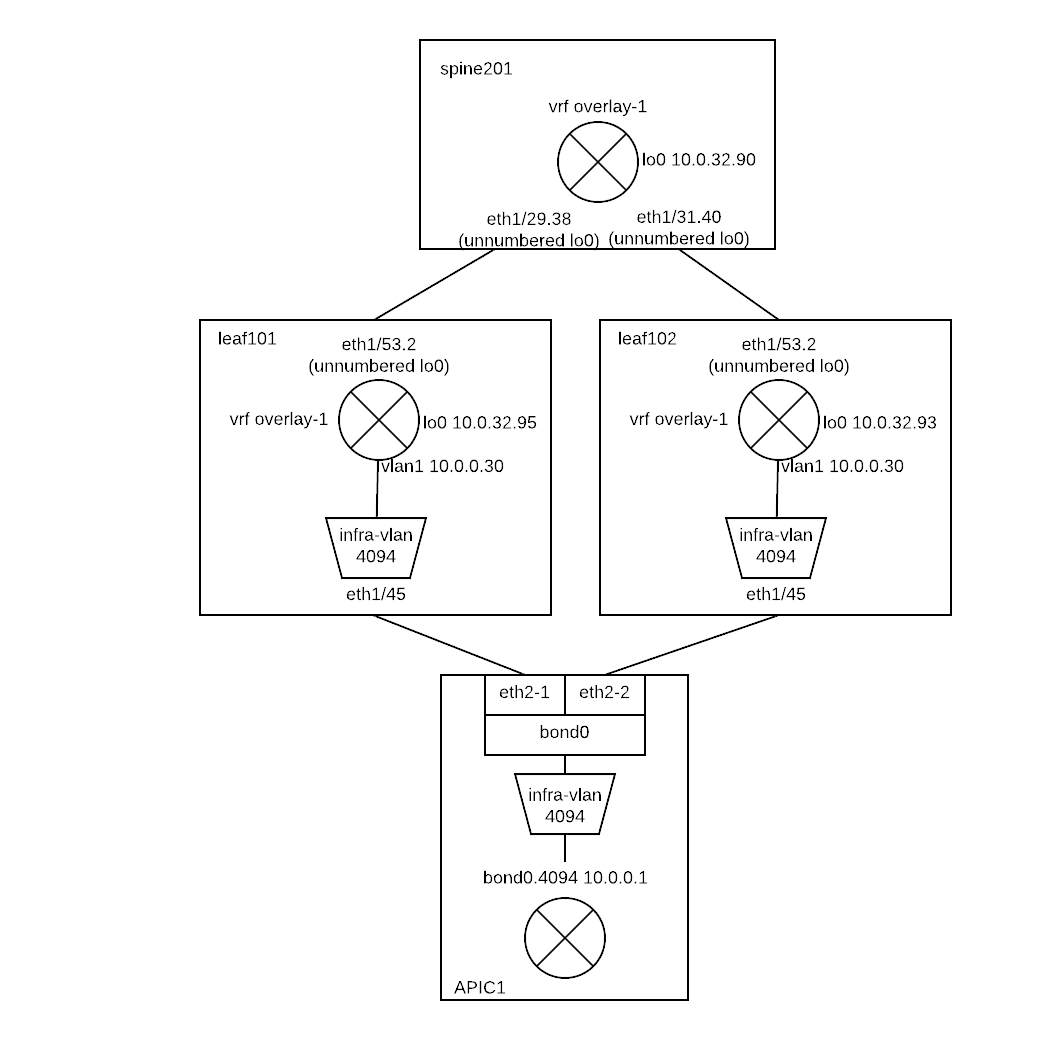 spine201
vrf overlay-1
lo0 10.0.32.90
eth1/29.38
(unnumbered lo0)
eth1/31.40
(unnumbered lo0)
leaf101
eth1/53.2
(unnumbered lo0)
vrf overlay-1
lo0 10.0.32.95
vlan1 10.0.0.30
infra-vlan
4094
eth1/45
leaf102
eth1/53.2
(unnumbered lo0)
vrf overlay-1
lo0 10.0.32.93
vlan1 10.0.0.30
infra-vlan
4094
eth1/45
eth2-1
eth2-2
bond0
infra-vlan
4094
bond0.4094 10.0.0.1
APIC1